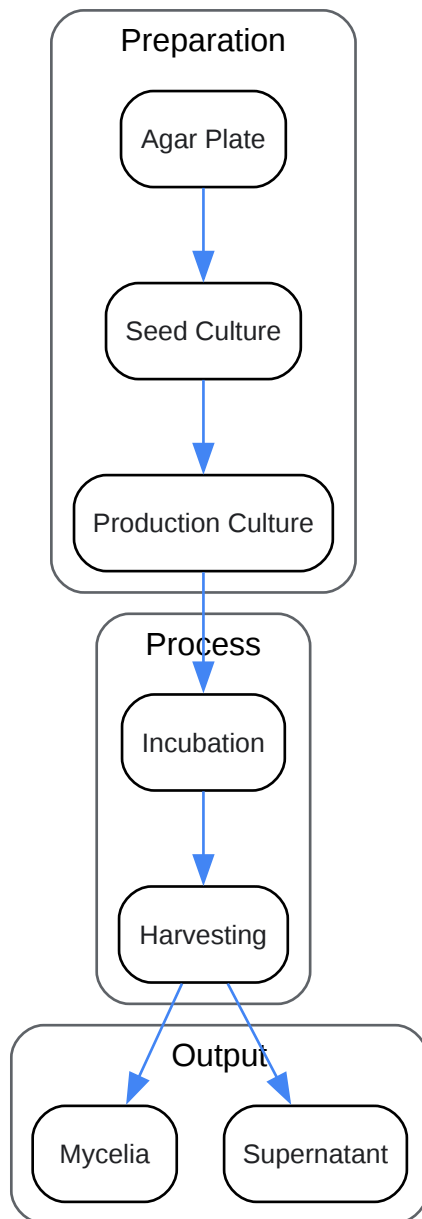 Preparation
Agar Plate
Seed Culture
Production Culture
Process
Incubation
Harvesting
Output
Mycelia
Supernatant